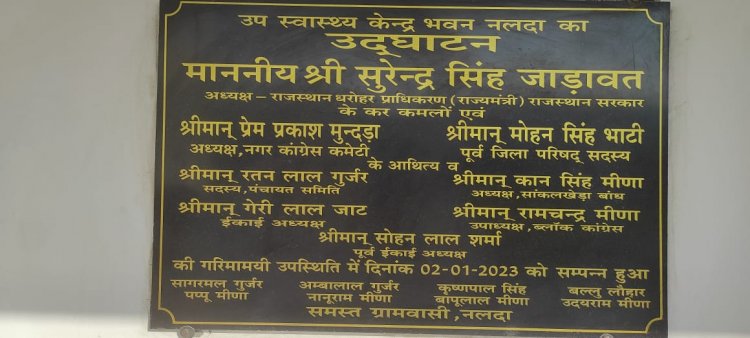 उप स्वास्थ्य केन्द्र भवन नलदा का
उद्घाटन
माननीय श्री सुरेन्द्र सिंह जाड़ावत
अध्यक्ष – राजस्थान धरोहर प्राधिकरण (राज्यमंत्री) राजस्थान सरकार
के कर कमलों एवं
श्रीमान् प्रेम प्रकाश मुन्दड़ा श्रीमान् मोहन सिंह भाटी
अध्यक्ष,नगर कांग्रेस कमेटी पूर्व जिला परिषद् सदस्य
के आथित्य व
श्रीमान् रतन लाल गुर्जर श्रीमान् कान सिंह मीणा
सदस्य,पंचायत समिति अध्यक्ष,सांकलखेड़ा बांध
श्रीमान् गेरी लाल जाट श्रीमान् रामचन्द्र मीणा
ईकाई अध्यक्ष उपाध्यक्ष,ब्लॉक कांग्रेस
श्रीमान् सोहन लाल शर्मा
पूर्व ईकाई अध्यक्ष
की गरिमामयी उपस्थिति में दिनांक 02-01-2023 को सम्पन्न हुआ
सागरमल गुर्जर अम्बालाल गुर्जर कृष्णपाल सिंह बल्लु लोहार
पप्पू मीणा नानूराम मीणा बापूलाल मीणा उदयराम मीणा
समस्त ग्रामवासी,नलदा